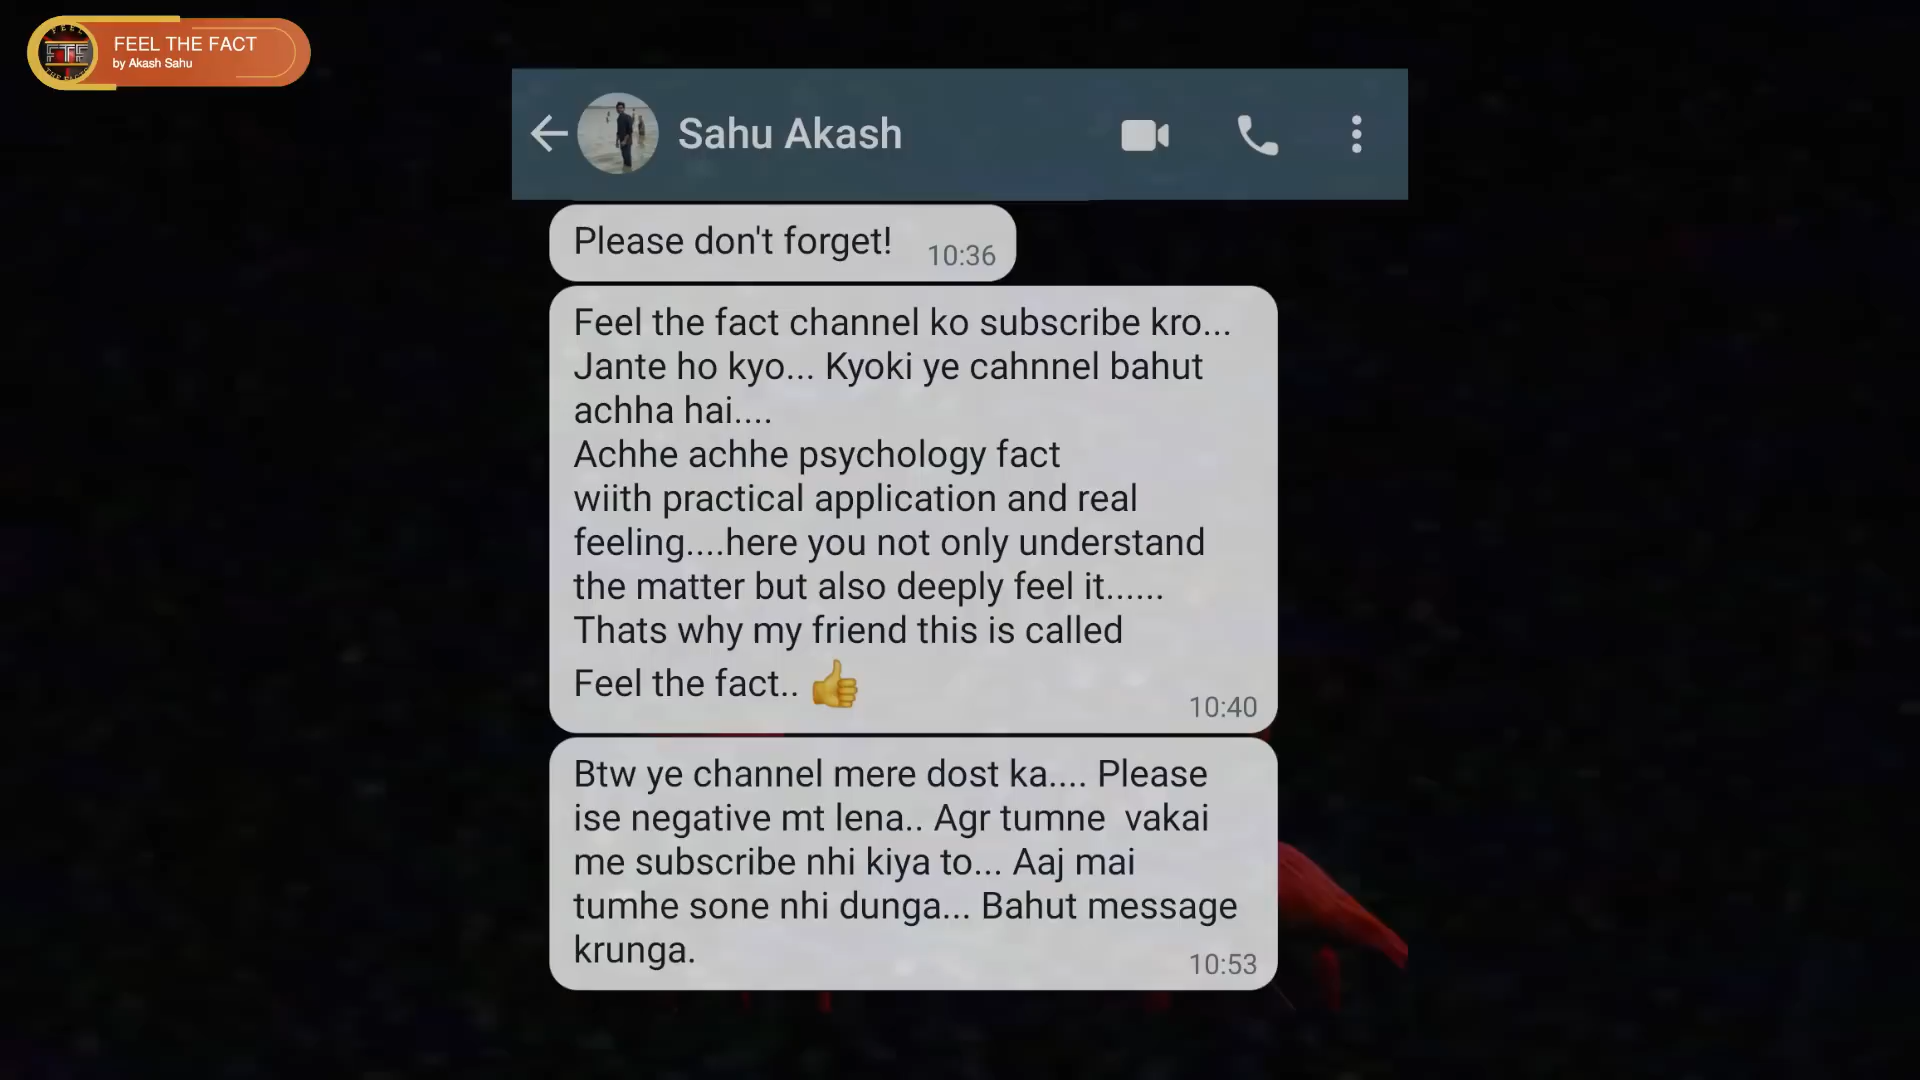 FEEL THE FACT
by Akash Sahu
Sahu Akash
Please don't forget!
10:36
Feel the fact channel ko subscribe kro...
Jante ho kyo... Kyoki ye cahnnel bahut
achha hai....
Achhe achhe psychology fact
wiith practical application and real
feeling....here you not only understand
the matter but also deeply feel it......
Thats why my friend this is called
Feel the fact.. 👍
10:40
Btw ye channel mere dost ka.... Please
ise negative mt lena.. Agr tumne  vakai
me subscribe nhi kiya to... Aaj mai
tumhe sone nhi dunga... Bahut message
krunga.
10:53